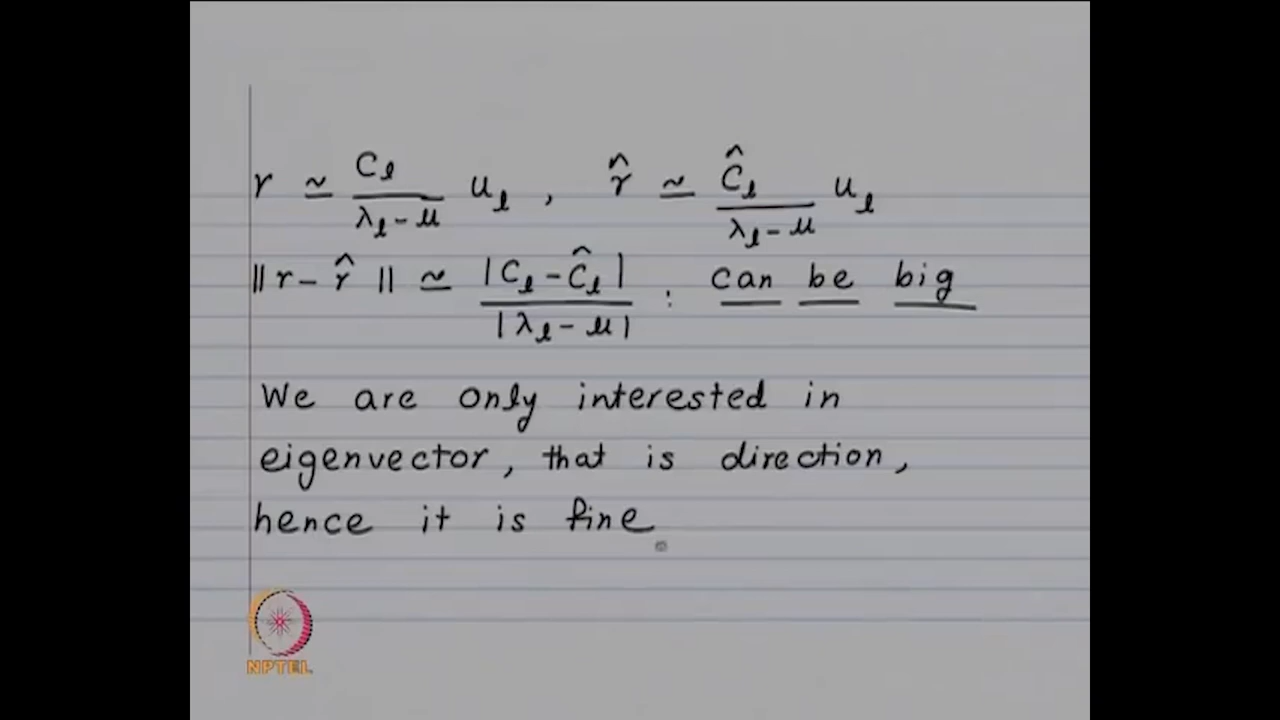 r ≃ C_l / (λ_l - μ) u_l , r̂ ≃ Ĉ_l / (λ_l - μ) u_l
||r - r̂|| ≃ |C_l - Ĉ_l| / |λ_l - μ| : can be big
We are only interested in
eigenvector, that is direction,
hence it is fine
NPTEL